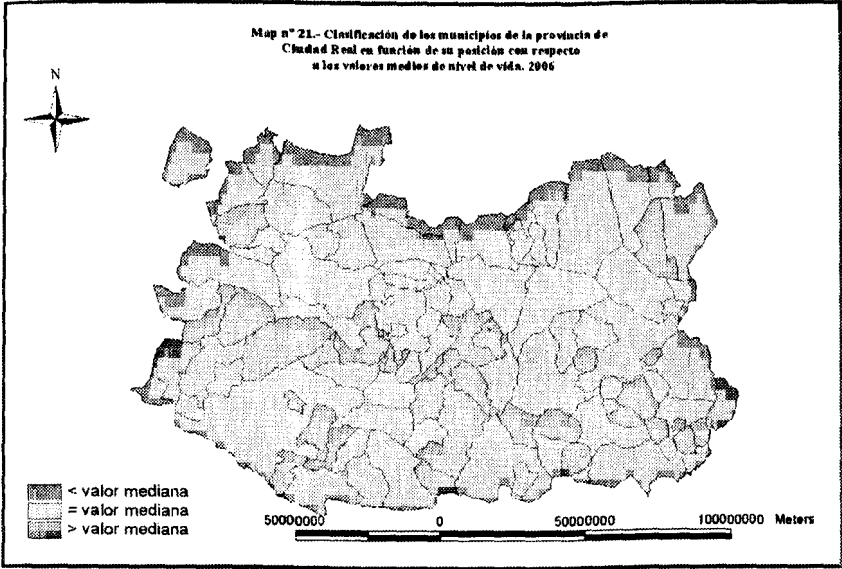 Map nº 21.- Clasificación de los municipios de la provincia de
Ciudad Real en función de su posición con respecto
a los valores medios de nivel de vida. 2006
N
< valor mediana
= valor mediana
> valor mediana
50000000 0 50000000 100000000 Meters